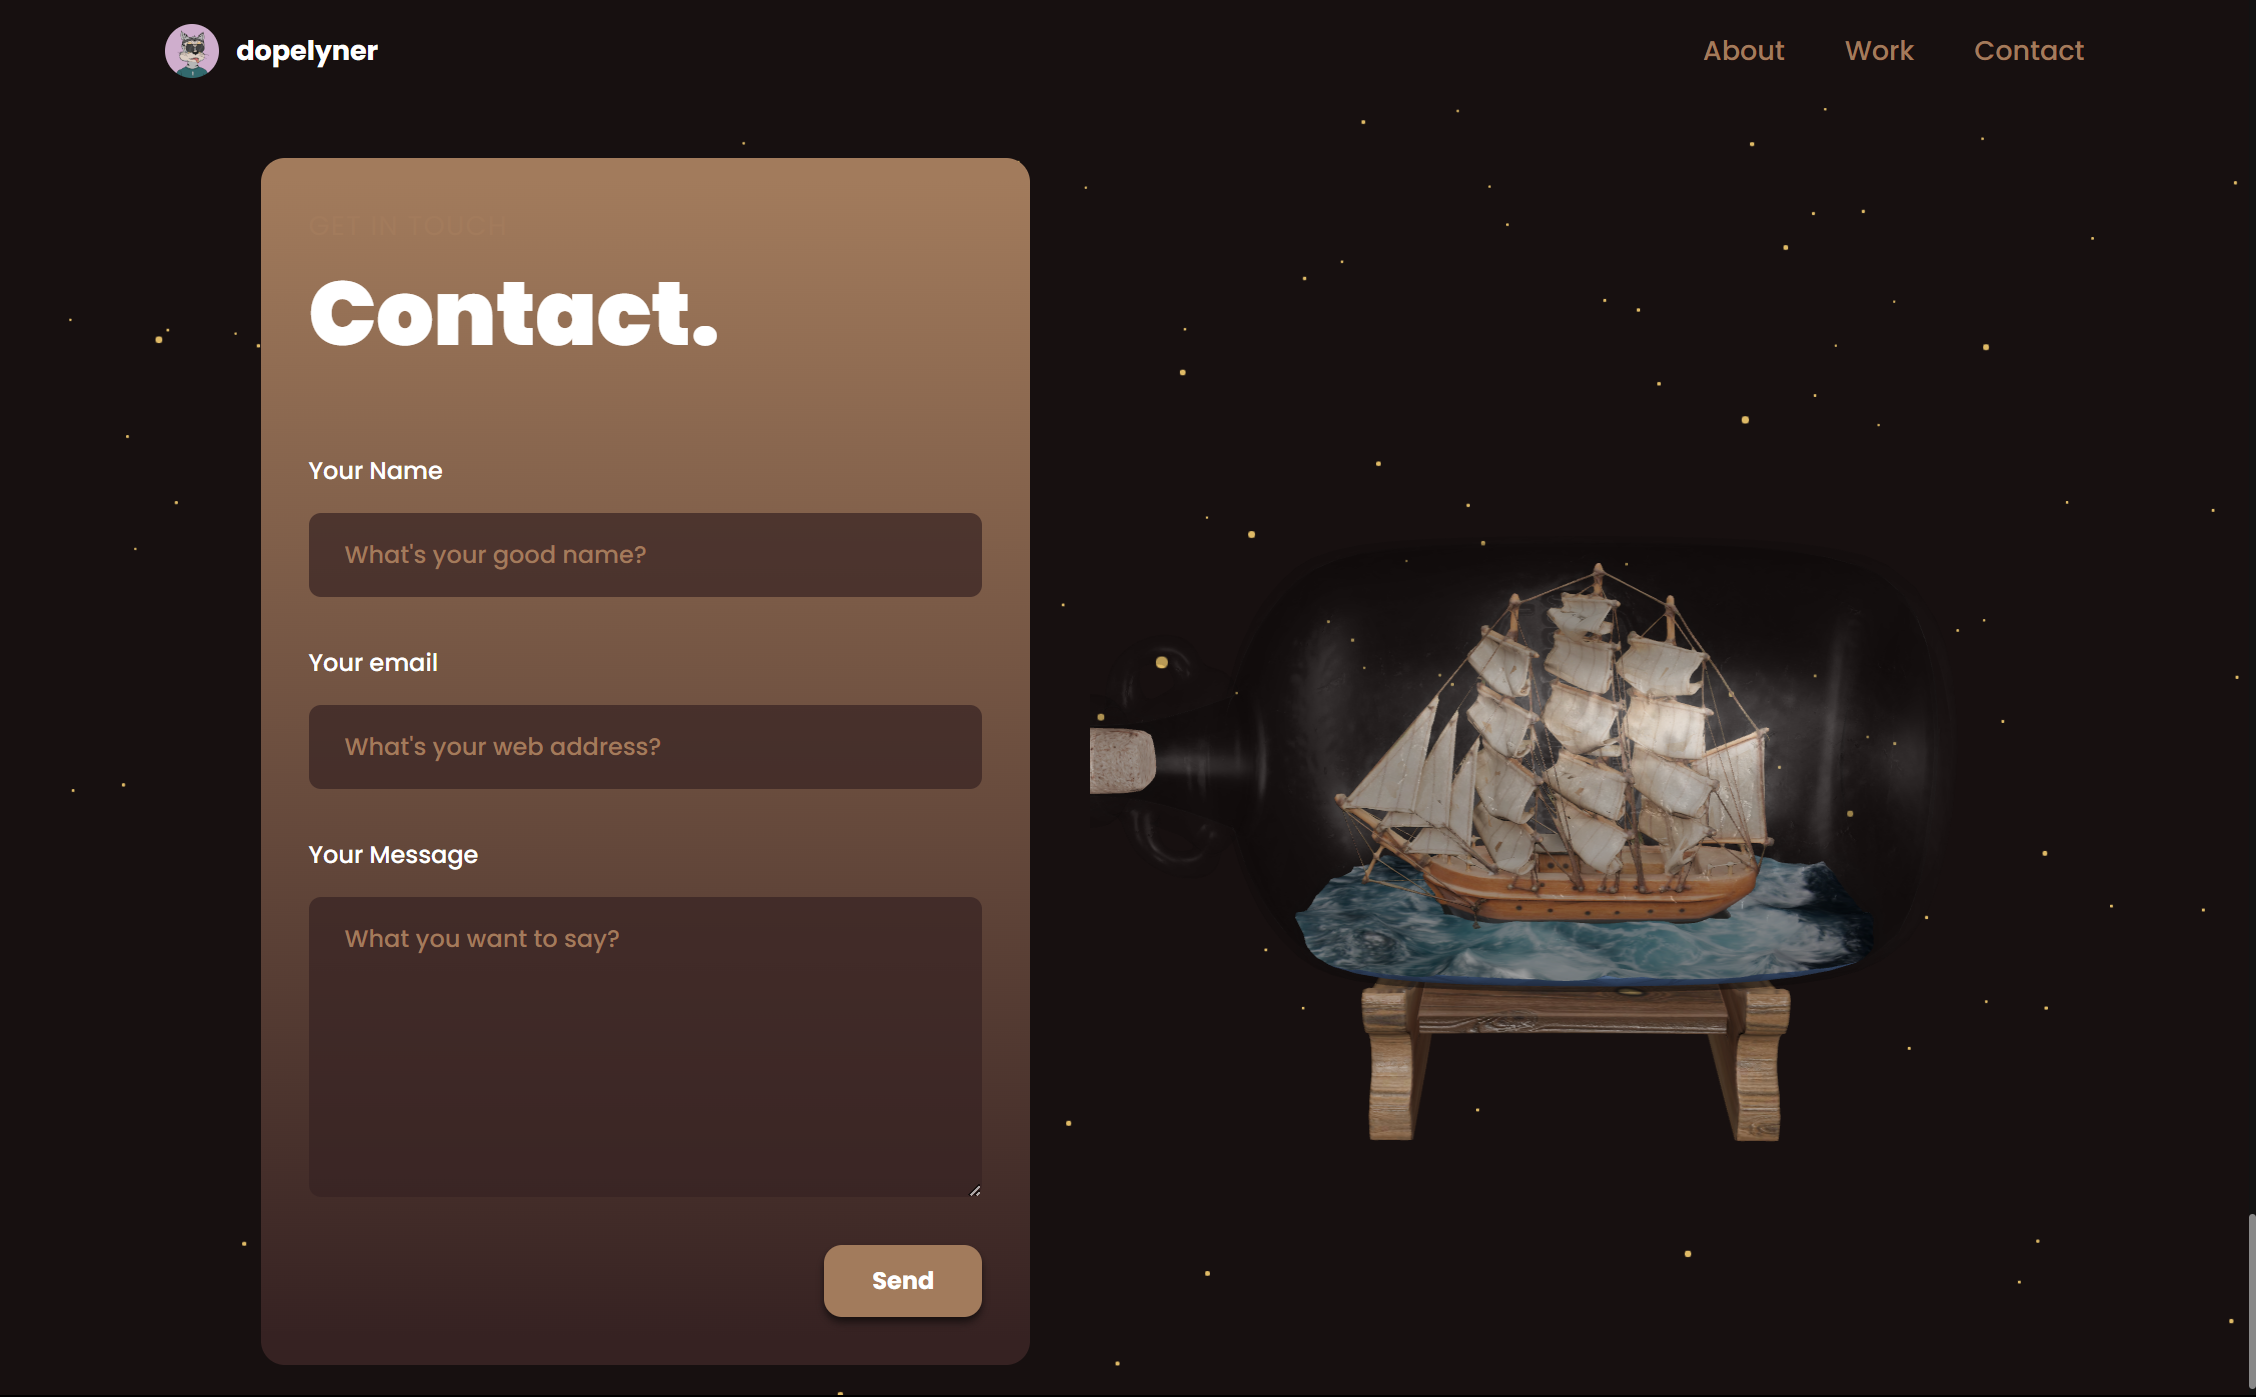 dopelyner
About
Work
Contact
GET IN TOUCH
Contact.
Your Name
What's your good name?
Your email
What's your web address?
Your Message
What you want to say?
Send